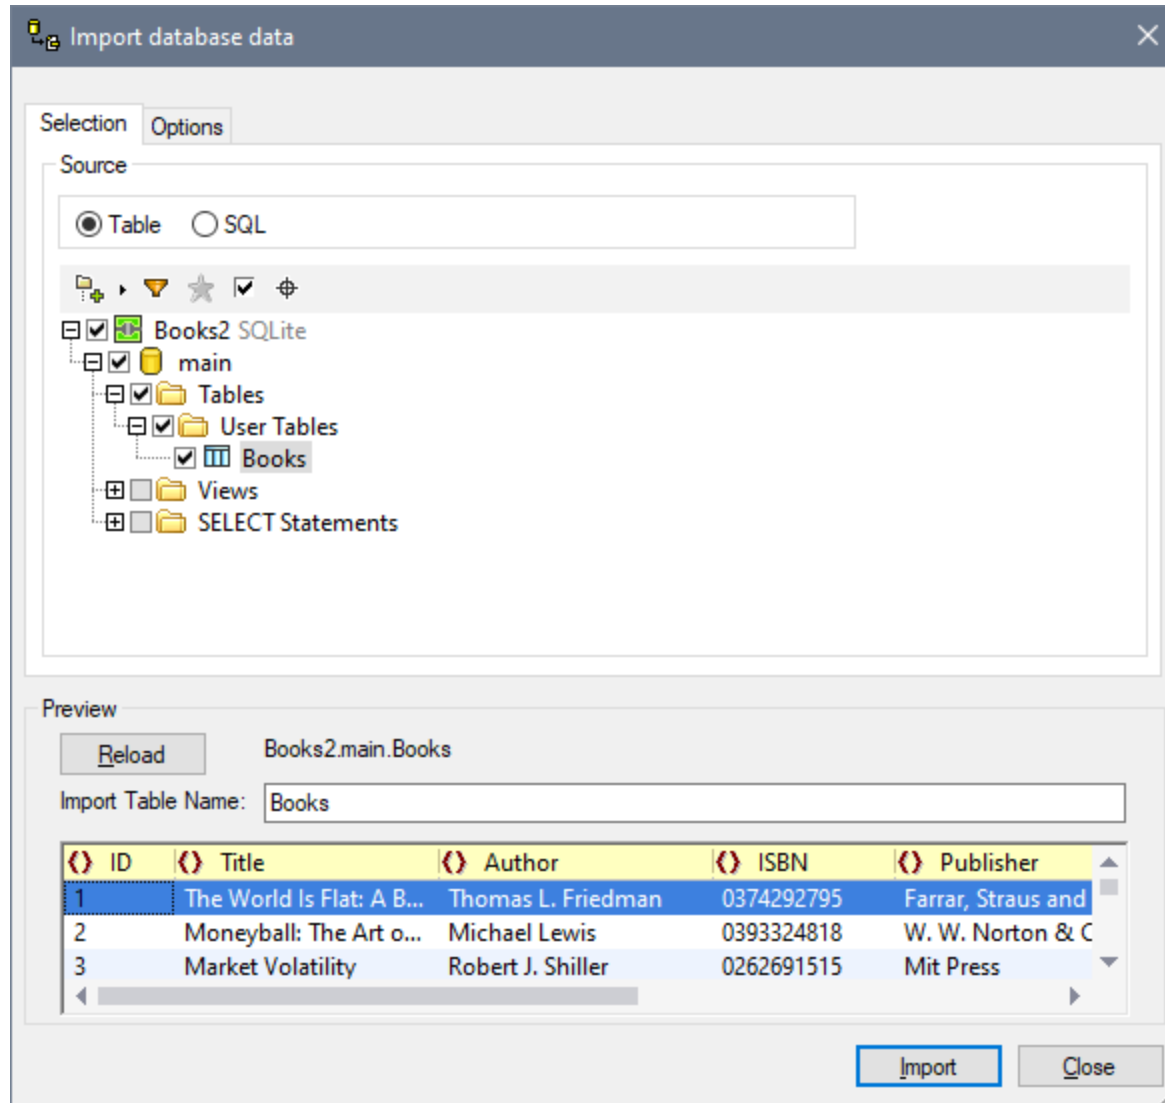 Import database data
Selection Options
Source
Table SQL
Books2 SQLite
main
Tables
User Tables
Books
Views
SELECT Statements
Preview
Reload Books2.main.Books
Import Table Name: Books
ID Title Author ISBN Publisher
1 The World Is Flat: A B... Thomas L. Friedman 0374292795 Farrar, Straus and
2 Moneyball: The Art o... Michael Lewis 0393324818 W. W. Norton & C
3 Market Volatility Robert J. Shiller 0262691515 Mit Press
Import Close